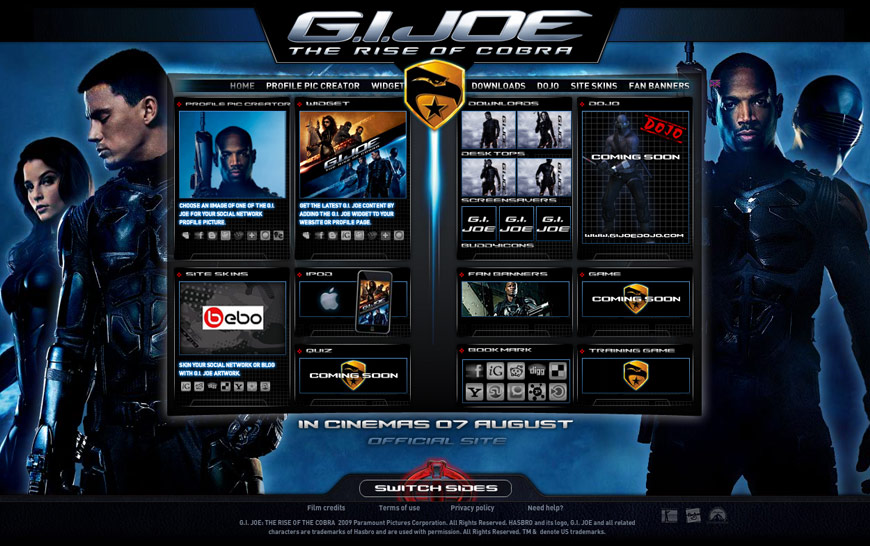 G.I.JOE
THE RISE OF COBRA
HOME PROFILE PIC CREATOR WIDGET DOWNLOADS DOJO SITE SKINS FAN BANNERS
PROFILE PIC CREATOR
CHOOSE AN IMAGE OF ONE OF THE G.I.
JOE FOR YOUR SOCIAL NETWORK
PROFILE PICTURE.
WIDGET
G.I. JOE
GET THE LATEST G.I. JOE CONTENT BY
ADDING THE G.I. JOE WIDGET TO YOUR
WEBSITE OR PROFILE PAGE.
DOWNLOADS
DESKTOPS
SCREENSAVERS
G.I.
JOE
G.I.
JOE
G.I.
JOE
BUDDYICONS
DOJO
DOJO
COMING SOON
WWW.GIJOEDOJO.COM
SITE SKINS
bebo
SKIN YOUR SOCIAL NETWORK OR BLOG
WITH G.I. JOE ARTWORK.
IPOD
QUIZ
COMING SOON
FAN BANNERS
GAME
COMING SOON
BOOKMARK
f iG digg
Y
TRAINING GAME
IN CINEMAS 07 AUGUST
OFFICIAL SITE
SWITCH SIDES
Film credits Terms of use Privacy policy Need help?
G.I. JOE: THE RISE OF THE COBRA 2009 Paramount Pictures Corporation. All Rights Reserved. HASBRO and its logo, G.I. JOE and all related
characters are trademarks of Hasbro and are used with permission. All Rights Reserved. TM & denote US trademarks.